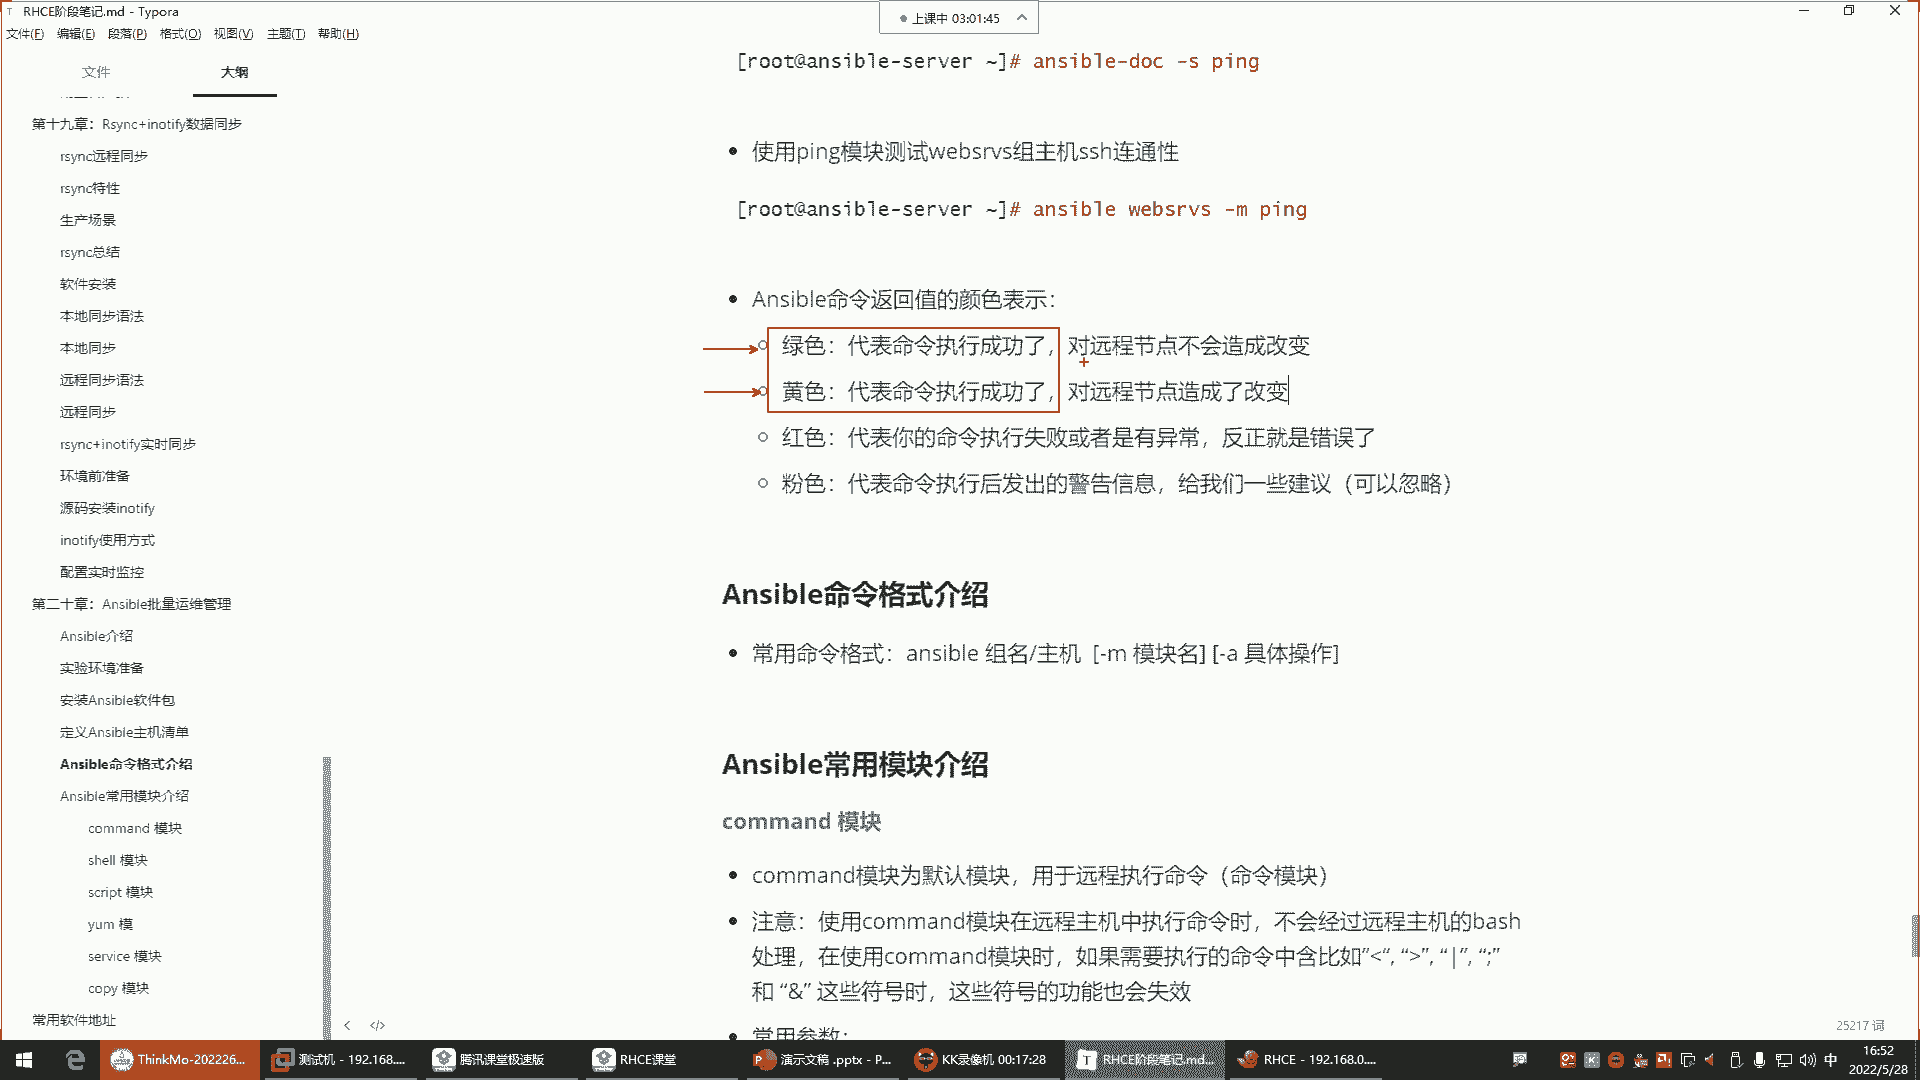 RHCE阶段笔记.md - Typora
上课中 03:01:45
文件(F) 编辑(E) 段落(P) 格式(O) 视图(V) 主题(T) 帮助(H)
文件 大纲
第十九章：Rsync+inotify数据同步
rsync远程同步
rsync特性
生产场景
rsync总结
软件安装
本地同步语法
本地同步
远程同步语法
远程同步
rsync+inotify实时同步
环境前准备
源码安装inotify
inotify使用方式
配置实时监控
第二十章：Ansible批量运维管理
Ansible介绍
实验环境准备
安装Ansible软件包
定义Ansible主机清单
Ansible命令格式介绍
Ansible常用模块介绍
command 模块
shell 模块
script 模块
yum 模
service 模块
copy 模块
常用软件地址
[root@ansible-server ~]# ansible-doc -s ping
使用ping模块测试websrvs组主机ssh连通性
[root@ansible-server ~]# ansible websrvs -m ping
Ansible命令返回值的颜色表示：
绿色：代表命令执行成功了，对远程节点不会造成改变
黄色：代表命令执行成功了，对远程节点造成了改变
红色：代表你的命令执行失败或者是有异常，反正就是错误了
粉色：代表命令执行后发出的警告信息，给我们一些建议（可以忽略）
Ansible命令格式介绍
常用命令格式：ansible 组名/主机 [-m 模块名] [-a 具体操作]
Ansible常用模块介绍
command 模块
command模块为默认模块，用于远程执行命令（命令模块）
注意：使用command模块在远程主机中执行命令时，不会经过远程主机的bash
处理，在使用command模块时，如果需要执行的命令中含比如”<“, “>”, “|”, “;”
和 “&” 这些符号时，这些符号的功能也会失效
常用参数：
25217 词
ThinkMo-202226... 测试机 - 192.168.... 腾讯课堂极速版 RHCE课堂 演示文稿 .pptx - P... KK录像机 00:17:28 RHCE阶段笔记.md... RHCE - 192.168.0.... 中 16:52
2022/5/28